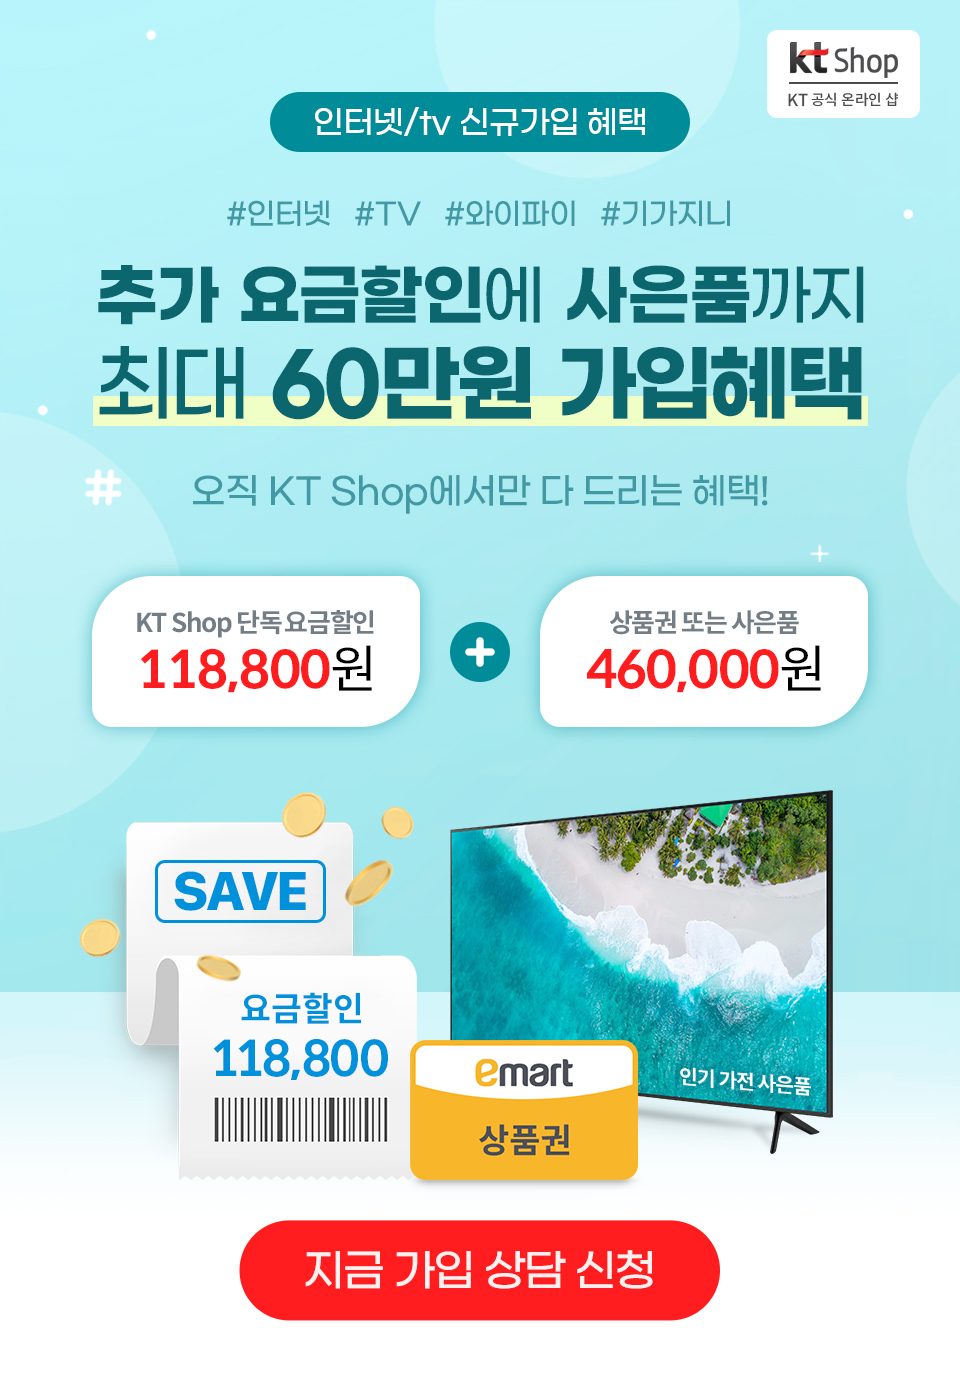 kt Shop
KT 공식 온라인 샵
인터넷/tv 신규가입 혜택
#인터넷 #TV #와이파이 #기가지니
추가 요금할인에 사은품까지
최대 60만원 가입혜택
오직 KT Shop에서만 다 드리는 혜택!
KT Shop 단독 요금할인
118,800원
+
상품권 또는 사은품
460,000원
SAVE
요금할인
118,800
emart
상품권
인기 가전 사은품
지금 가입 상담 신청